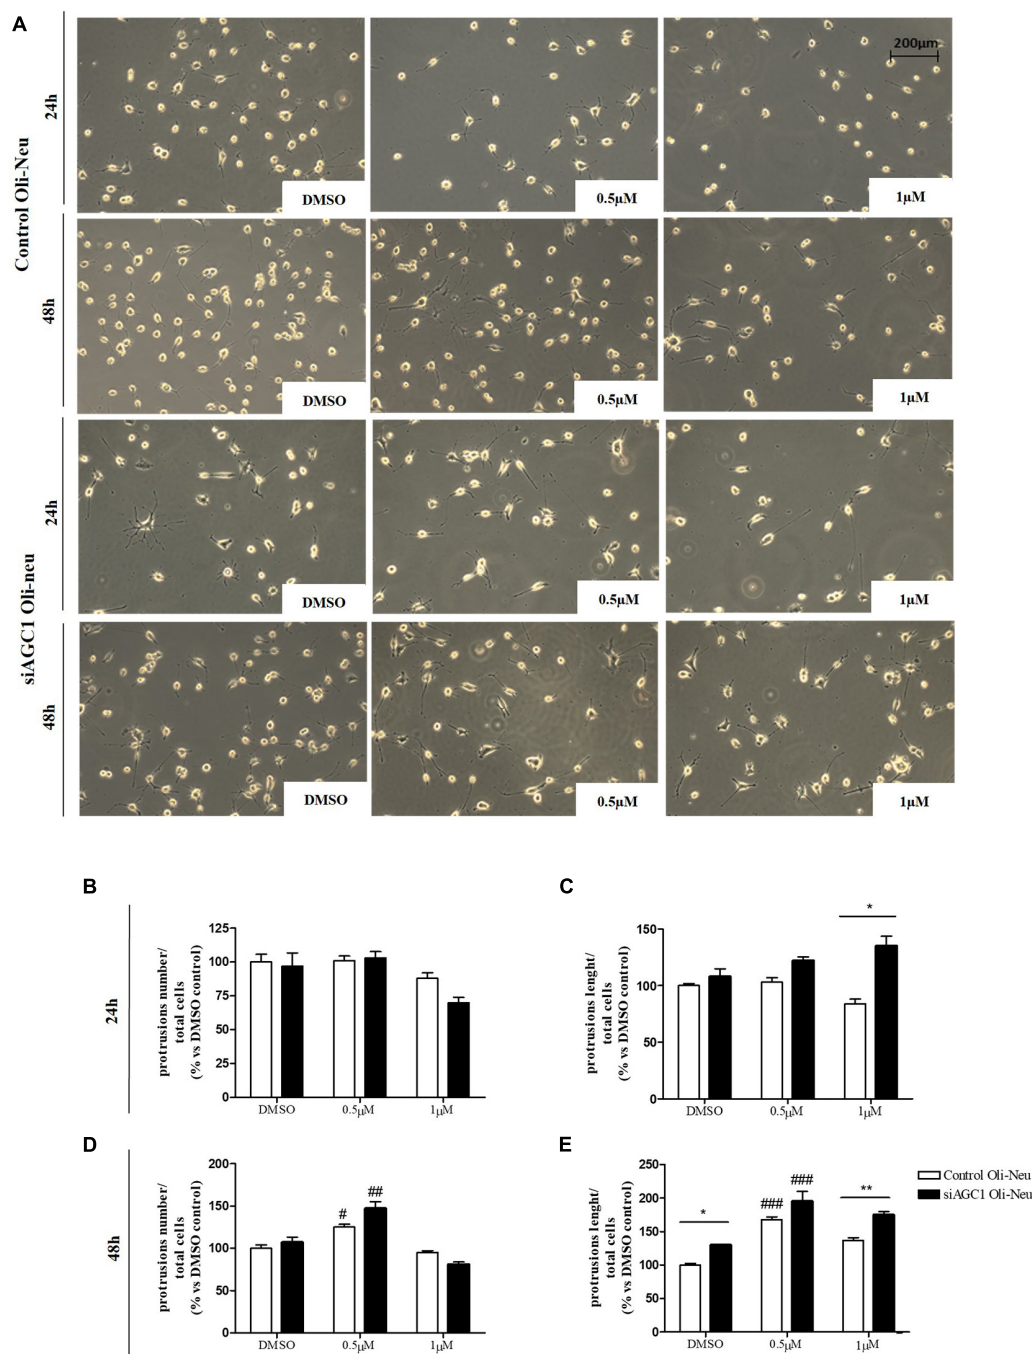 A
Control Oli-Neu
24h
200µm
DMSO
0.5µM
1µM
48h
DMSO
0.5µM
1µM
siAGC1 Oli-neu
24h
DMSO
0.5µM
1µM
48h
DMSO
0.5µM
1µM
24h
B
protrusions number/
total cells
(% vs DMSO control)
125
100
75
50
25
0
DMSO
0.5µM
1µM
C
protrusions lenght/
total cells
(% vs DMSO control)
150
100
50
0
*
DMSO
0.5µM
1µM
48h
D
protrusions number/
total cells
(% vs DMSO control)
200
150
100
50
0
#
##
DMSO
0.5µM
1µM
E
protrusions lenght/
total cells
(% vs DMSO control)
250
200
150
100
50
0
*
###
###
**
DMSO
0.5µM
1µM
Control Oli-Neu
siAGC1 Oli-Neu